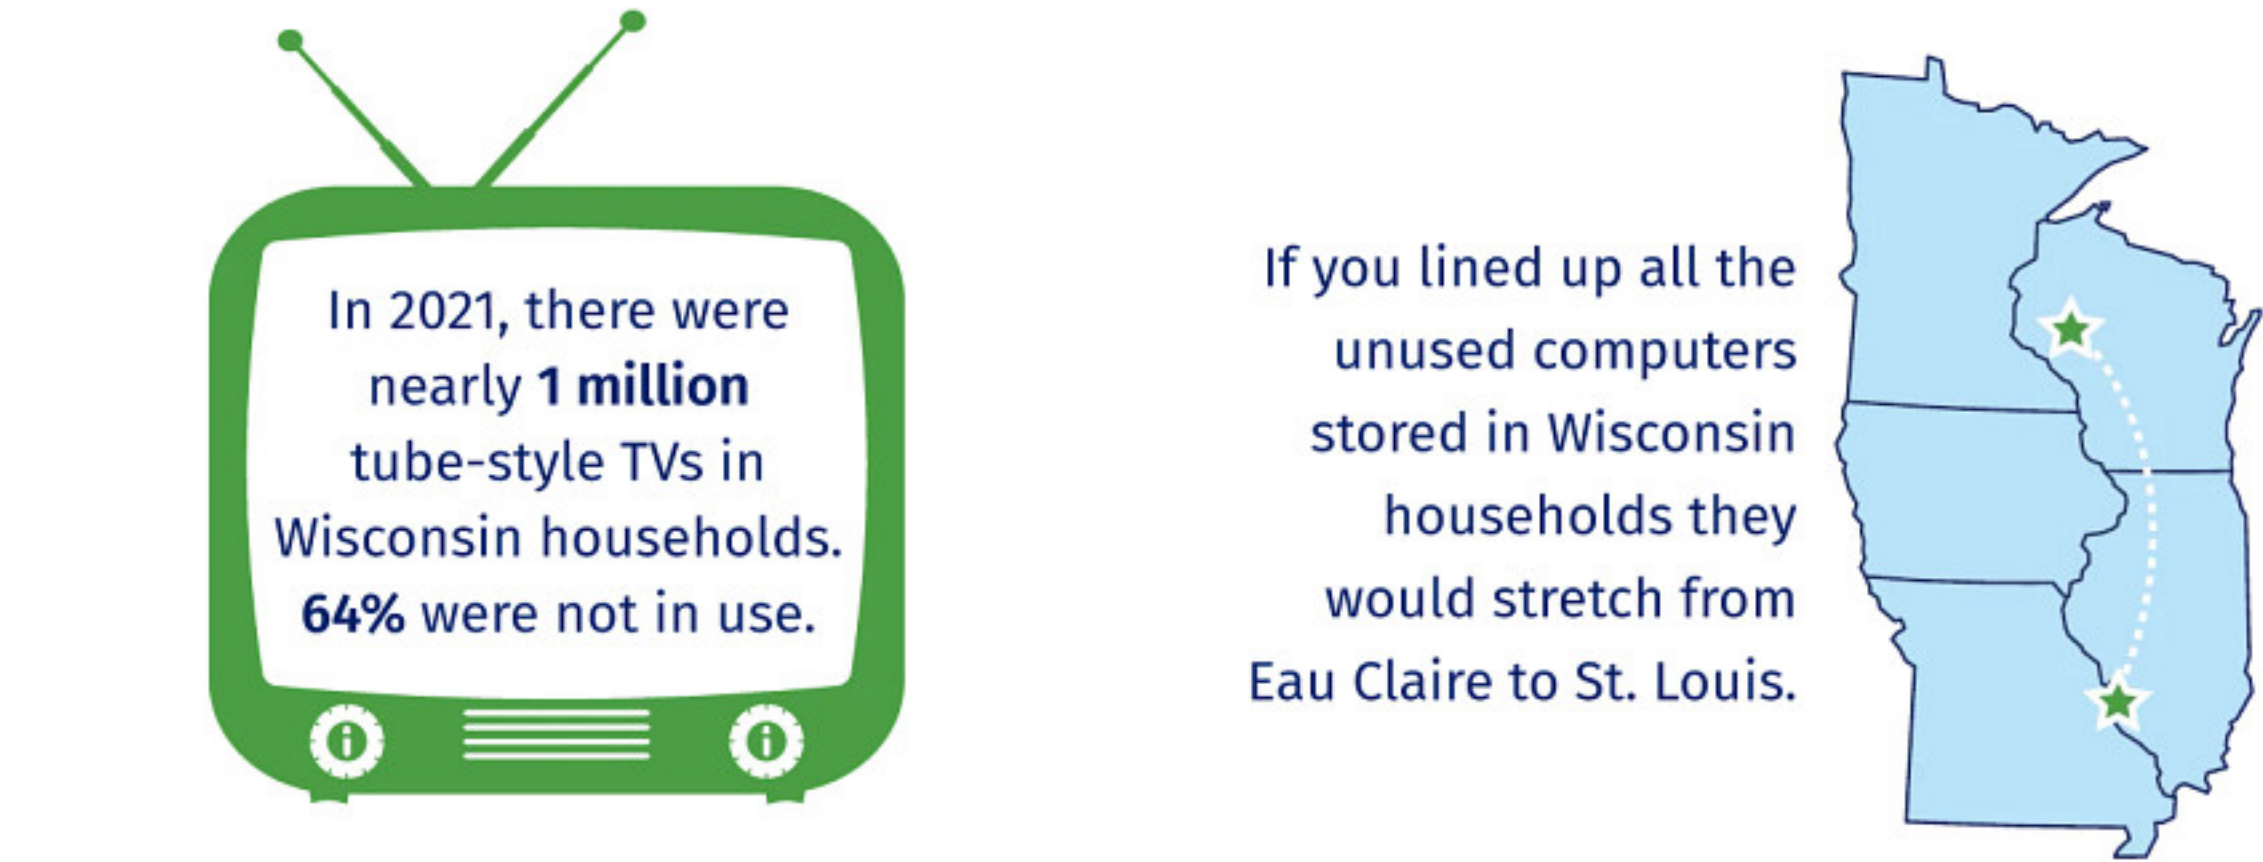 In 2021, there were
nearly 1 million
tube-style TVs in
Wisconsin households.
64% were not in use.
If you lined up all the
unused computers
stored in Wisconsin
households they
would stretch from
Eau Claire to St. Louis.